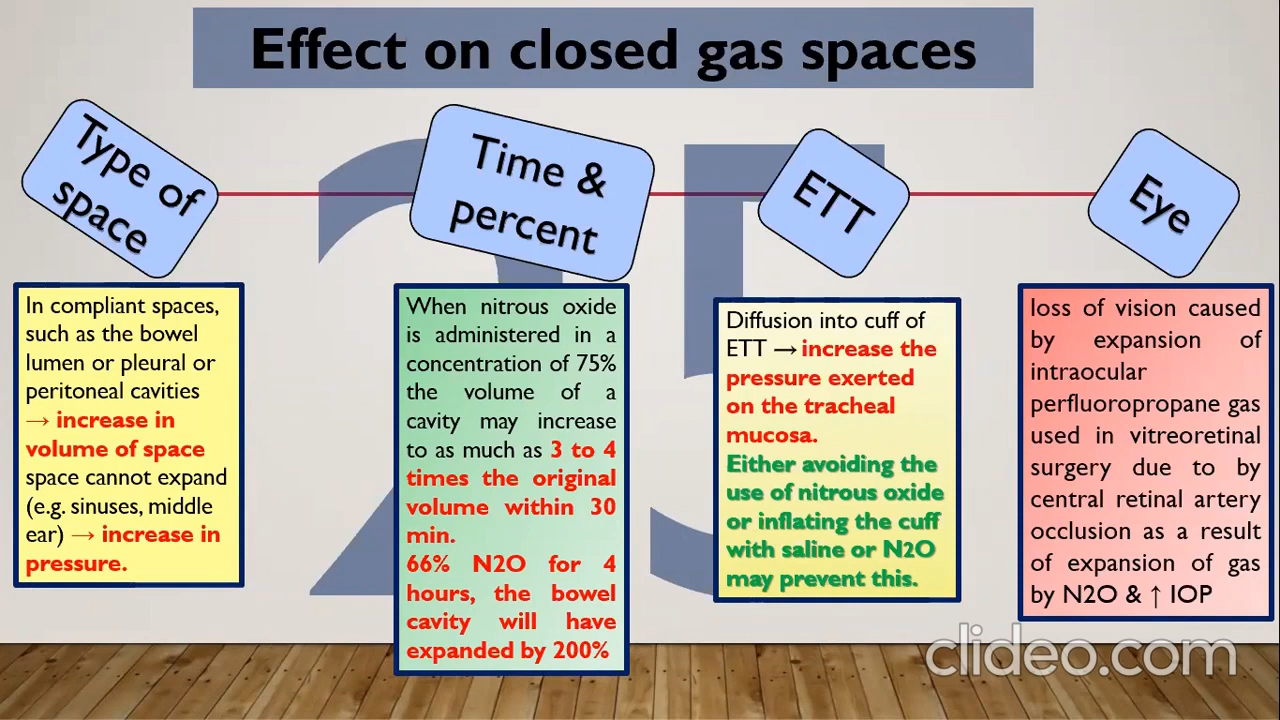 Effect on closed gas spaces
Type of
space
In compliant spaces,
such as the bowel
lumen or pleural or
peritoneal cavities
→ increase in
volume of space
space cannot expand
(e.g. sinuses, middle
ear) → increase in
pressure.
Time &
percent
When nitrous oxide
is administered in a
concentration of 75%
the volume of a
cavity may increase
to as much as 3 to 4
times the original
volume within 30
min.
66% N2O for 4
hours, the bowel
cavity will have
expanded by 200%
ETT
Diffusion into cuff of
ETT → increase the
pressure exerted
on the tracheal
mucosa.
Either avoiding the
use of nitrous oxide
or inflating the cuff
with saline or N2O
may prevent this.
Eye
loss of vision caused
by expansion of
intraocular
perfluoropropane gas
used in vitreoretinal
surgery due to by
central retinal artery
occlusion as a result
of expansion of gas
by N2O & ↑ IOP
25
clideo.com